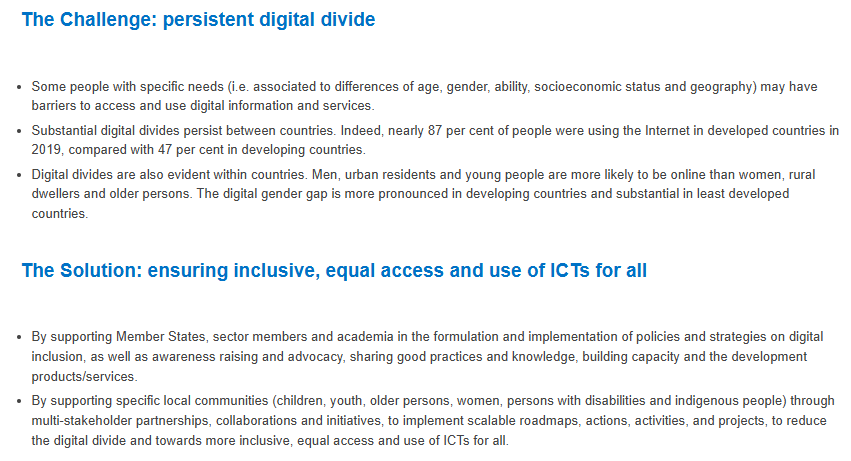 The Challenge: persistent digital divide
Some people with specific needs (i.e. associated to differences of age, gender, ability, socioeconomic status and geography) may have
barriers to access and use digital information and services.
Substantial digital divides persist between countries. Indeed, nearly 87 per cent of people were using the Internet in developed countries in
2019, compared with 47 per cent in developing countries.
Digital divides are also evident within countries. Men, urban residents and young people are more likely to be online than women, rural
dwellers and older persons. The digital gender gap is more pronounced in developing countries and substantial in least developed
countries.
The Solution: ensuring inclusive, equal access and use of ICTs for all
By supporting Member States, sector members and academia in the formulation and implementation of policies and strategies on digital
inclusion, as well as awareness raising and advocacy, sharing good practices and knowledge, building capacity and the development
products/services.
By supporting specific local communities (children, youth, older persons, women, persons with disabilities and indigenous people) through
multi-stakeholder partnerships, collaborations and initiatives, to implement scalable roadmaps, actions, activities, and projects, to reduce
the digital divide and towards more inclusive, equal access and use of ICTs for all.